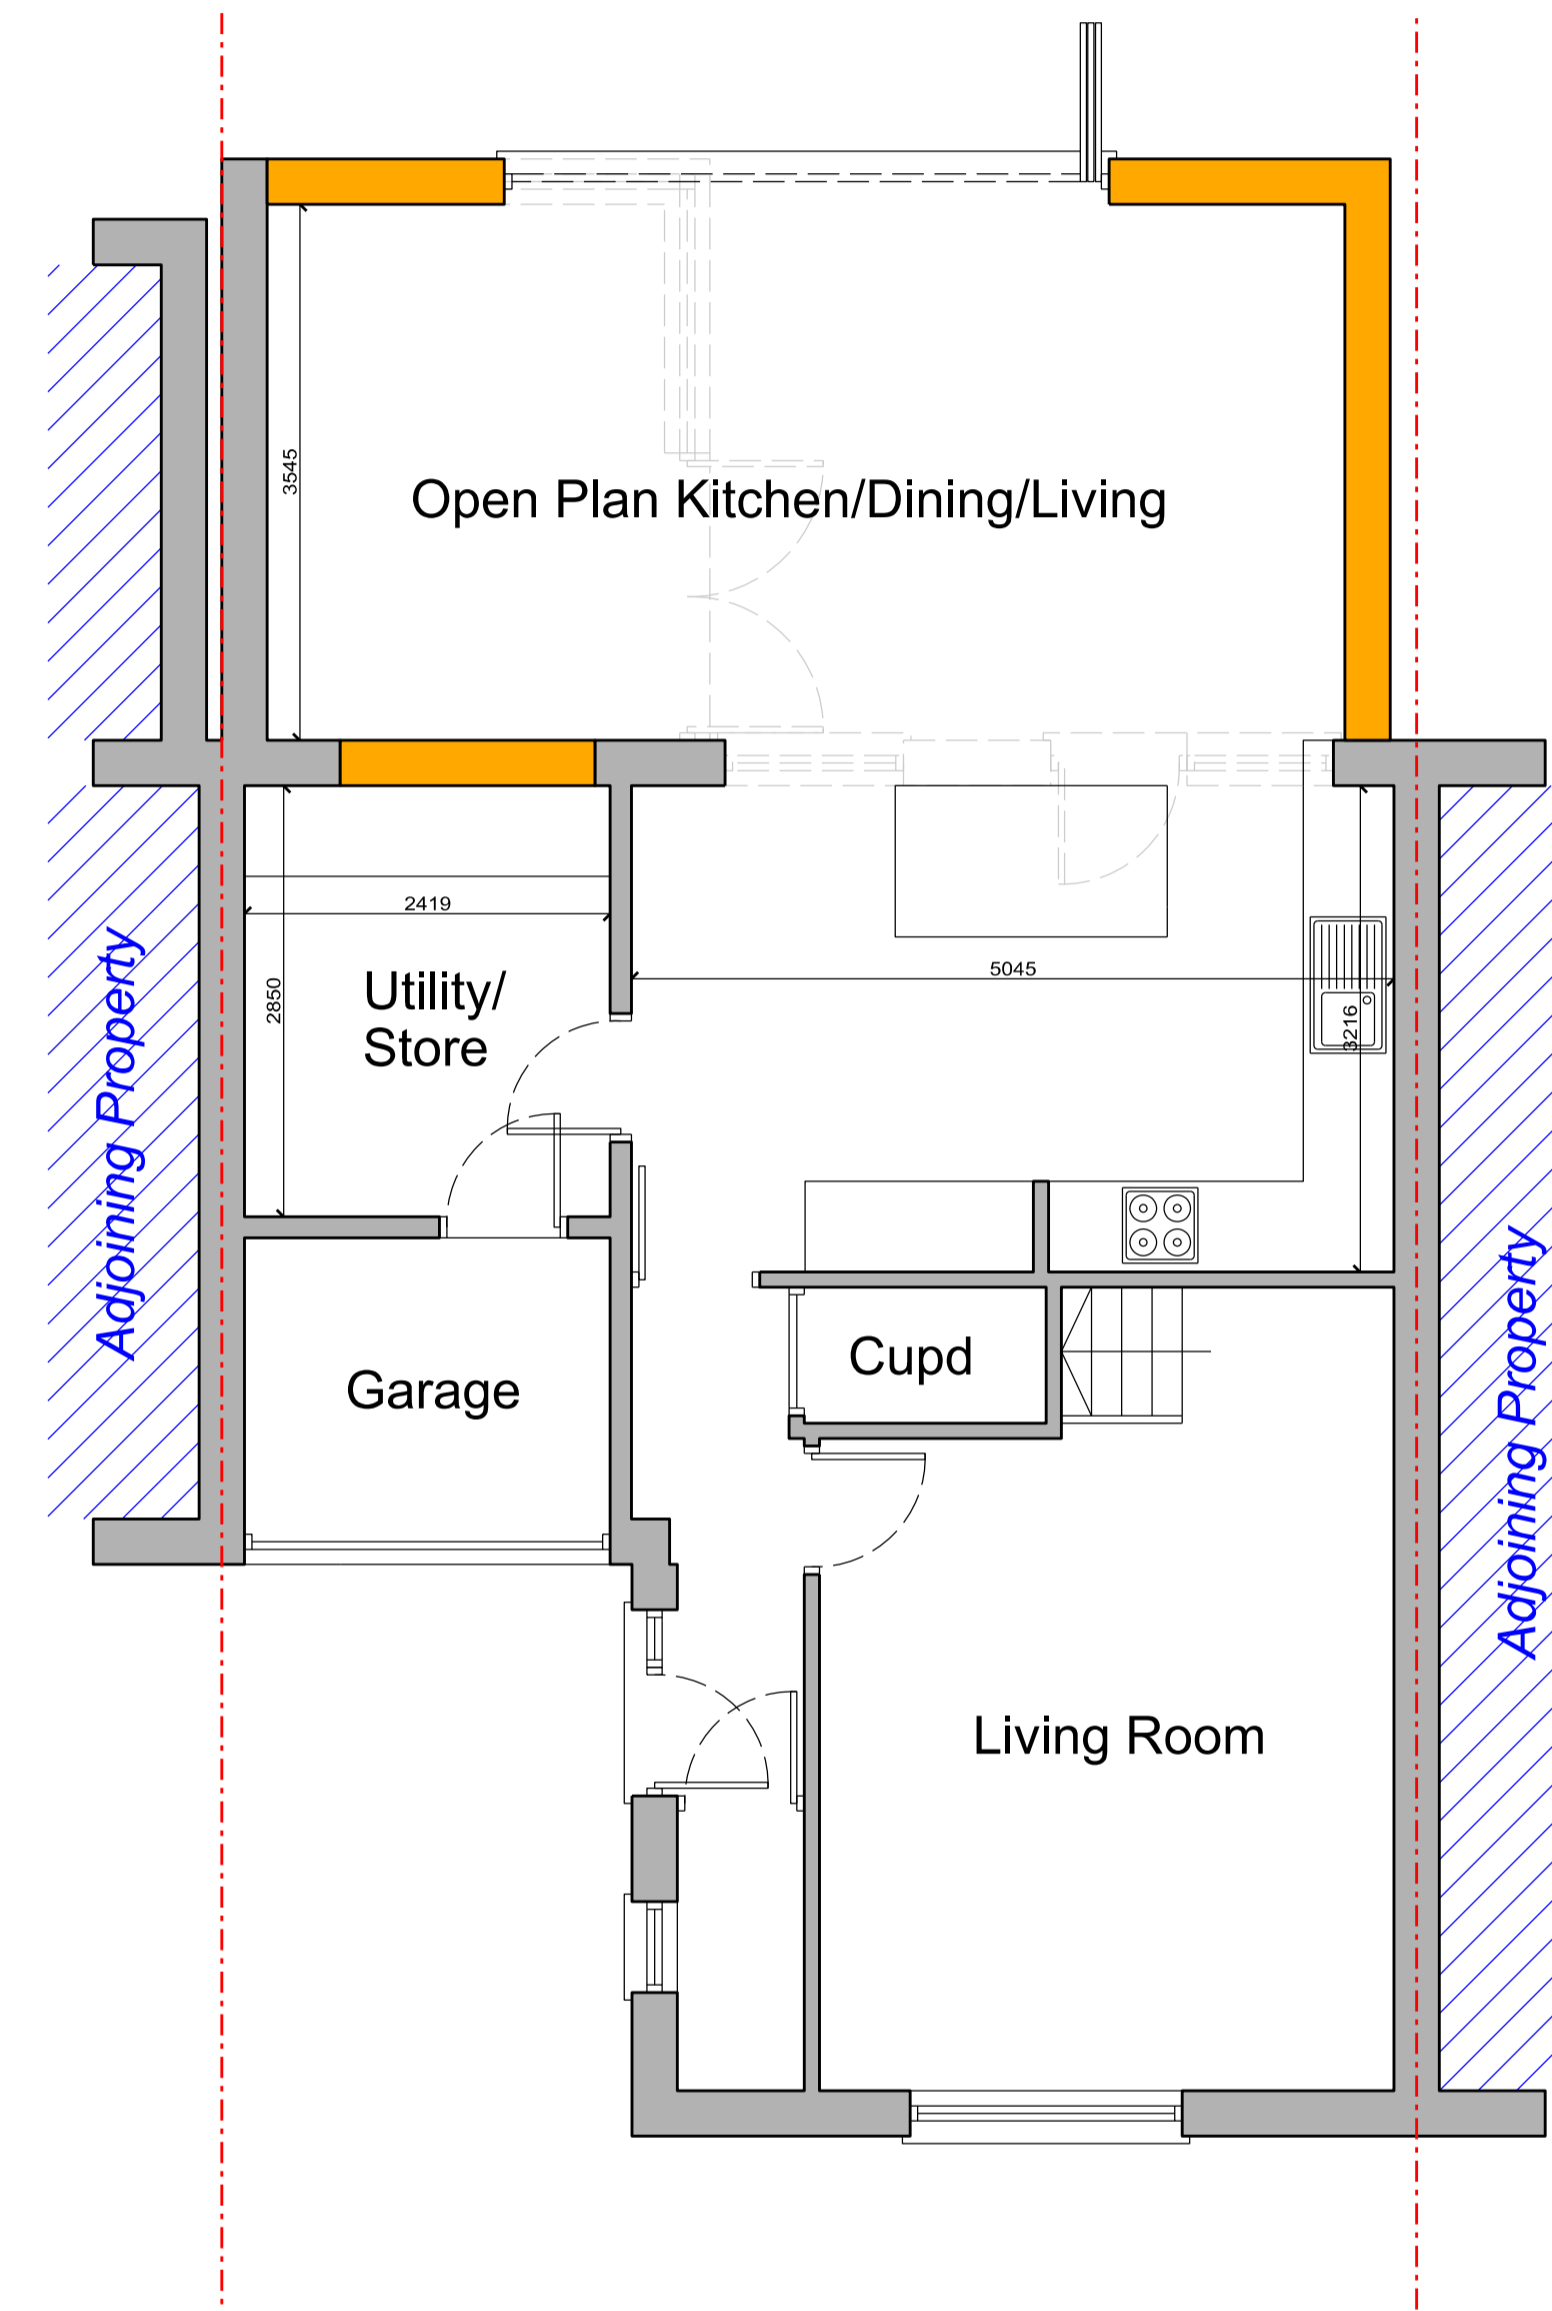 3545
Open Plan Kitchen/Dining/Living
2419
Utility/
Store
2850
5045
3216
Adjoining Property
Garage
Cupd
Adjoining Property
Living Room